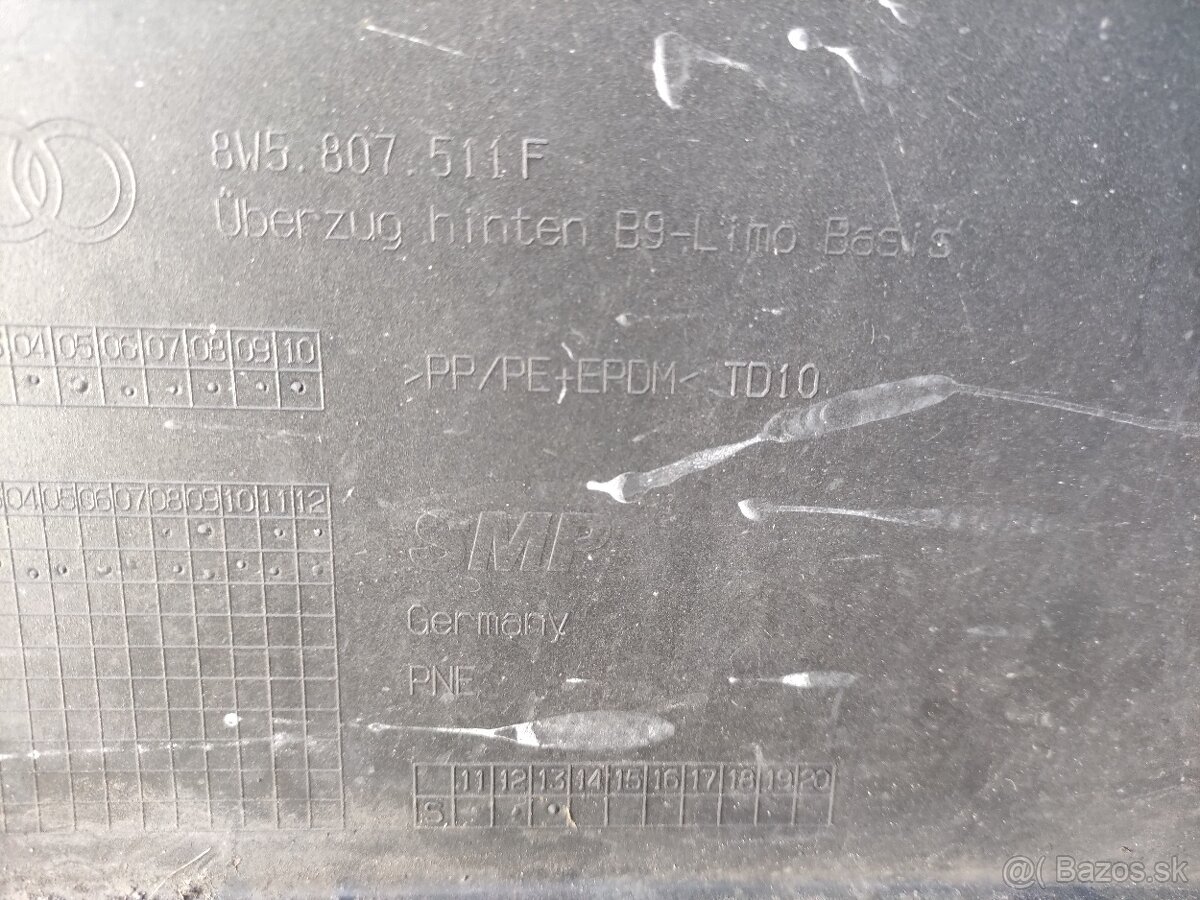 8W5.807.511F
Überzug hinten B9-Limo Basis
04 05 06 07 08 09 10
>PP/PE+EPDM< TD10
04 05 06 07 08 09 10 11 12
SMP
Germany
PNE
11 12 13 14 15 16 17 18 19 20
S
@( Bazos.sk